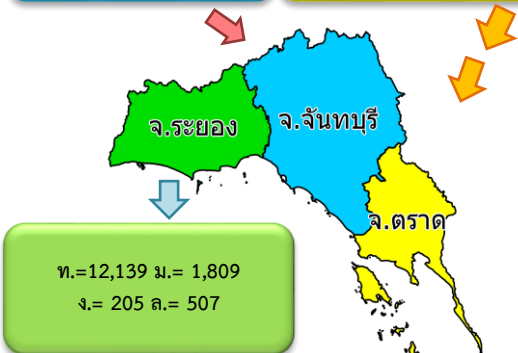 จ.ระยอง
จ.จันทบุรี
จ.ตราด
ท.=12,139 ม.= 1,809
ง.= 205 ล.= 507